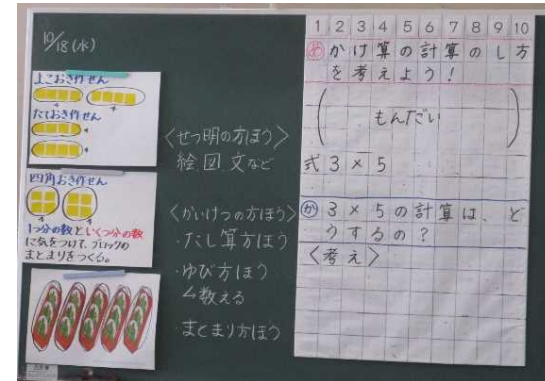 10/18(水)
よこおき作せん
4
4
たておき作せん
4
4
四角おき作せん
4
4
1つ分の数といくつ分の数
に気をつけて、ブロックの
まとまりをつくる。
〈せつ明の方ほう〉
絵 図 文 など
〈かいけつの方ほう〉
・たし算方ほう
・ゆび方ほう
数える
・まとまり方ほう
1 2 3 4 5 6 7 8 9 10
め かけ算の計算のし方
を考えよう!
もんだい
式 3 × 5
か 3 × 5 の計算は、ど
うするの?
〈考え〉